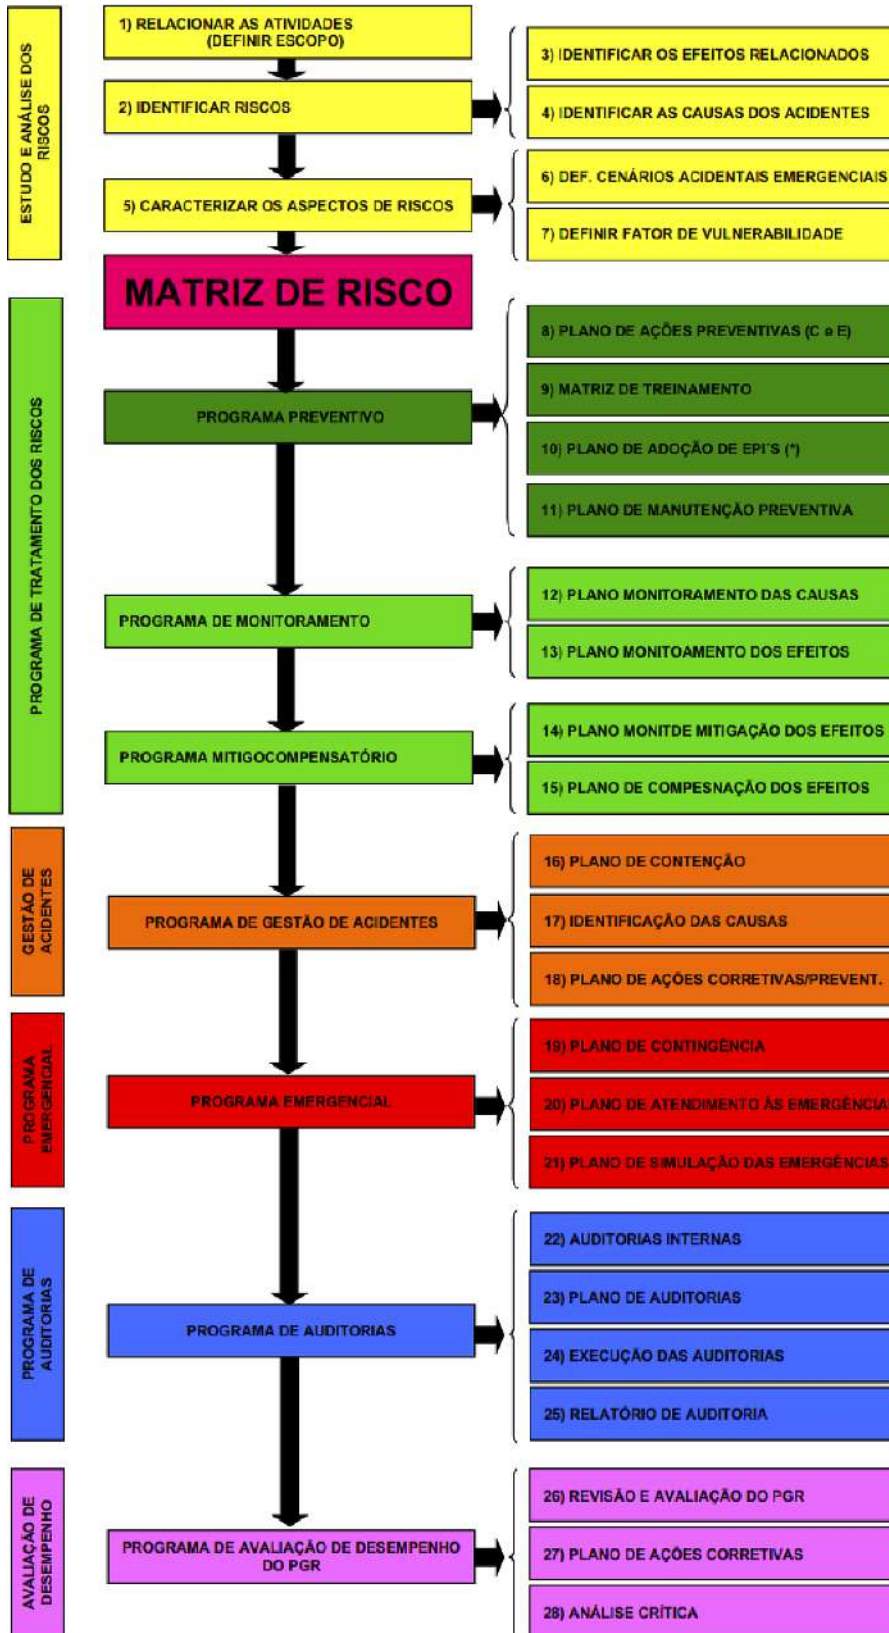 ESTUDO E ANÁLISE DOS
RISCOS
1) RELACIONAR AS ATIVIDADES
(DEFINIR ESCOPO)
2) IDENTIFICAR RISCOS
3) IDENTIFICAR OS EFEITOS RELACIONADOS
4) IDENTIFICAR AS CAUSAS DOS ACIDENTES
5) CARACTERIZAR OS ASPECTOS DE RISCOS
6) DEF. CENÁRIOS ACIDENTAIS EMERGENCIAIS
7) DEFINIR FATOR DE VULNERABILIDADE
MATRIZ DE RISCO
PROGRAMA DE TRATAMENTO DOS RISCOS
PROGRAMA PREVENTIVO
8) PLANO DE AÇÕES PREVENTIVAS (C e E)
9) MATRIZ DE TREINAMENTO
10) PLANO DE ADOÇÃO DE EPI´S (*)
11) PLANO DE MANUTENÇÃO PREVENTIVA
PROGRAMA DE MONITORAMENTO
12) PLANO MONITORAMENTO DAS CAUSAS
13) PLANO MONITOAMENTO DOS EFEITOS
PROGRAMA MITIGOCOMPENSATÓRIO
14) PLANO MONITDE MITIGAÇÃO DOS EFEITOS
15) PLANO DE COMPESNAÇÃO DOS EFEITOS
GESTÃO DE
ACIDENTES
PROGRAMA DE GESTÃO DE ACIDENTES
16) PLANO DE CONTENÇÃO
17) IDENTIFICAÇÃO DAS CAUSAS
18) PLANO DE AÇÕES CORRETIVAS/PREVENT.
PROGRAMA
EMERGENCIAL
PROGRAMA EMERGENCIAL
19) PLANO DE CONTINGÊNCIA
20) PLANO DE ATENDIMENTO ÀS EMERGÊNCIA
21) PLANO DE SIMULAÇÃO DAS EMERGÊNCIAS
PROGRAMA DE
AUDITORIAS
PROGRAMA DE AUDITORIAS
22) AUDITORIAS INTERNAS
23) PLANO DE AUDITORIAS
24) EXECUÇÃO DAS AUDITORIAS
25) RELATÓRIO DE AUDITORIA
AVALIAÇÃO DE
DESEMPENHO
PROGRAMA DE AVALIAÇÃO DE DESEMPENHO
DO PGR
26) REVISÃO E AVALIAÇÃO DO PGR
27) PLANO DE AÇÕES CORRETIVAS
28) ANÁLISE CRÍTICA